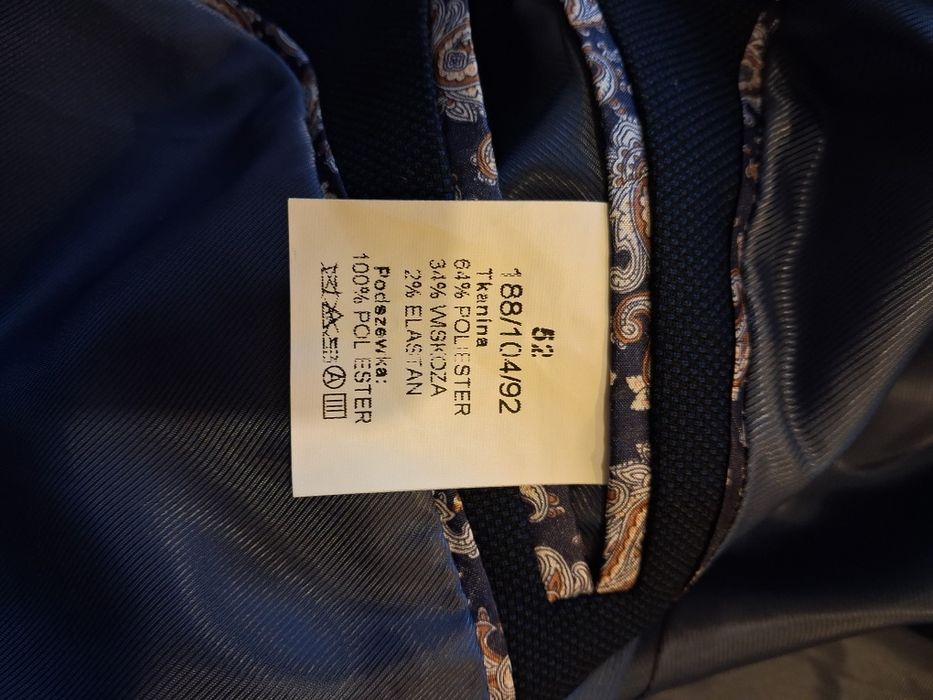 52
188/104/92
Tkanina
64% POLIESTER
34% WISKOZA
2% ELASTAN
Podszewka:
100% POLIESTER
A